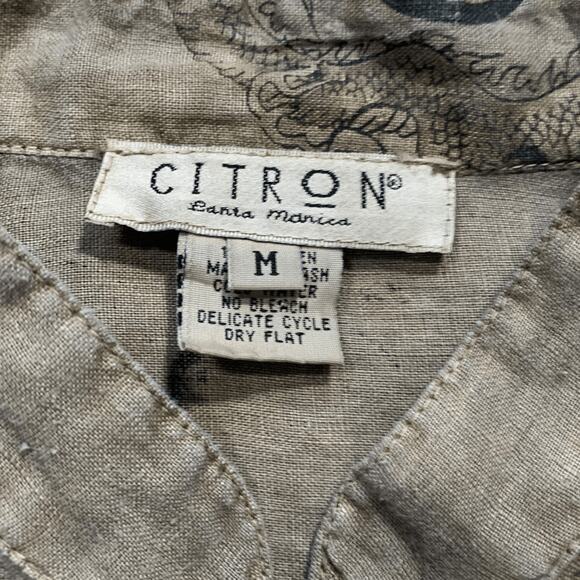 CITRON®
Santa Monica
M
NO BLEACH
DELICATE CYCLE
DRY FLAT